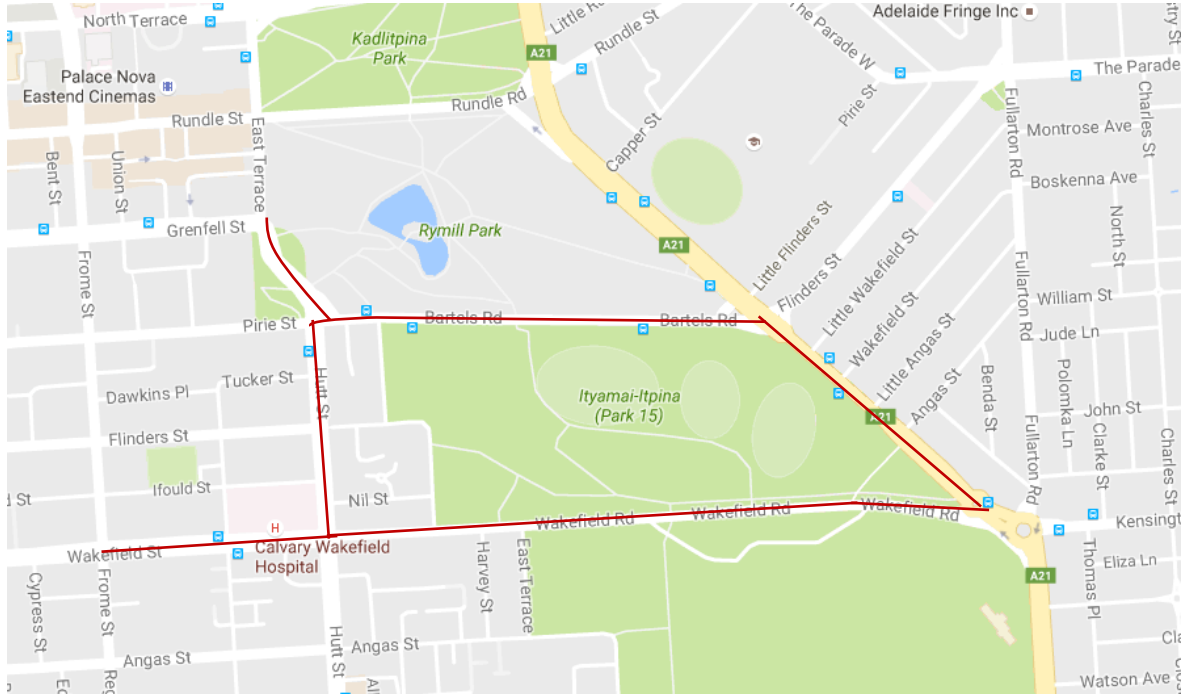 North Terrace
Kadlitpina
Park
A21
Little Ru
Rundle St
The Parade W
Adelaide Fringe Inc
stry St
Palace Nova
Eastend Cinemas
The Parade
Rundle Rd
Rundle St
Pirie St
Charles St
Fullarton Rd
Montrose Ave
Capper St
East Terrace
Bent St
Union St
Boskenna Ave
Grenfell St
Rymill Park
North St
A21
Little Flinders St
Flinders St
Little Wakefield St
Wakefield St
Frome St
Fullarton Rd
William St
Pirie St
Bartels Rd
Bartels Rd
Jude Ln
Little Angas St
Angas St
Tucker St
Dawkins Pl
Hutt St
Ityamai-Itpina
(Park 15)
A21
Benda St
Polomka Ln
John St
Flinders St
Clarke St
Charles St
Fullarton Rd
Ifould St
d St
Nil St
H
Wakefield Rd
Wakefield Rd
Wakefield Rd
Kensingt
Wakefield St
Calvary Wakefield
Hospital
Harvey St
East Terrace
Cypress St
Frome St
Thomas Pl
Eliza Ln
A21
Hutt St
Angas St
Angas St
Cla
Watson Ave